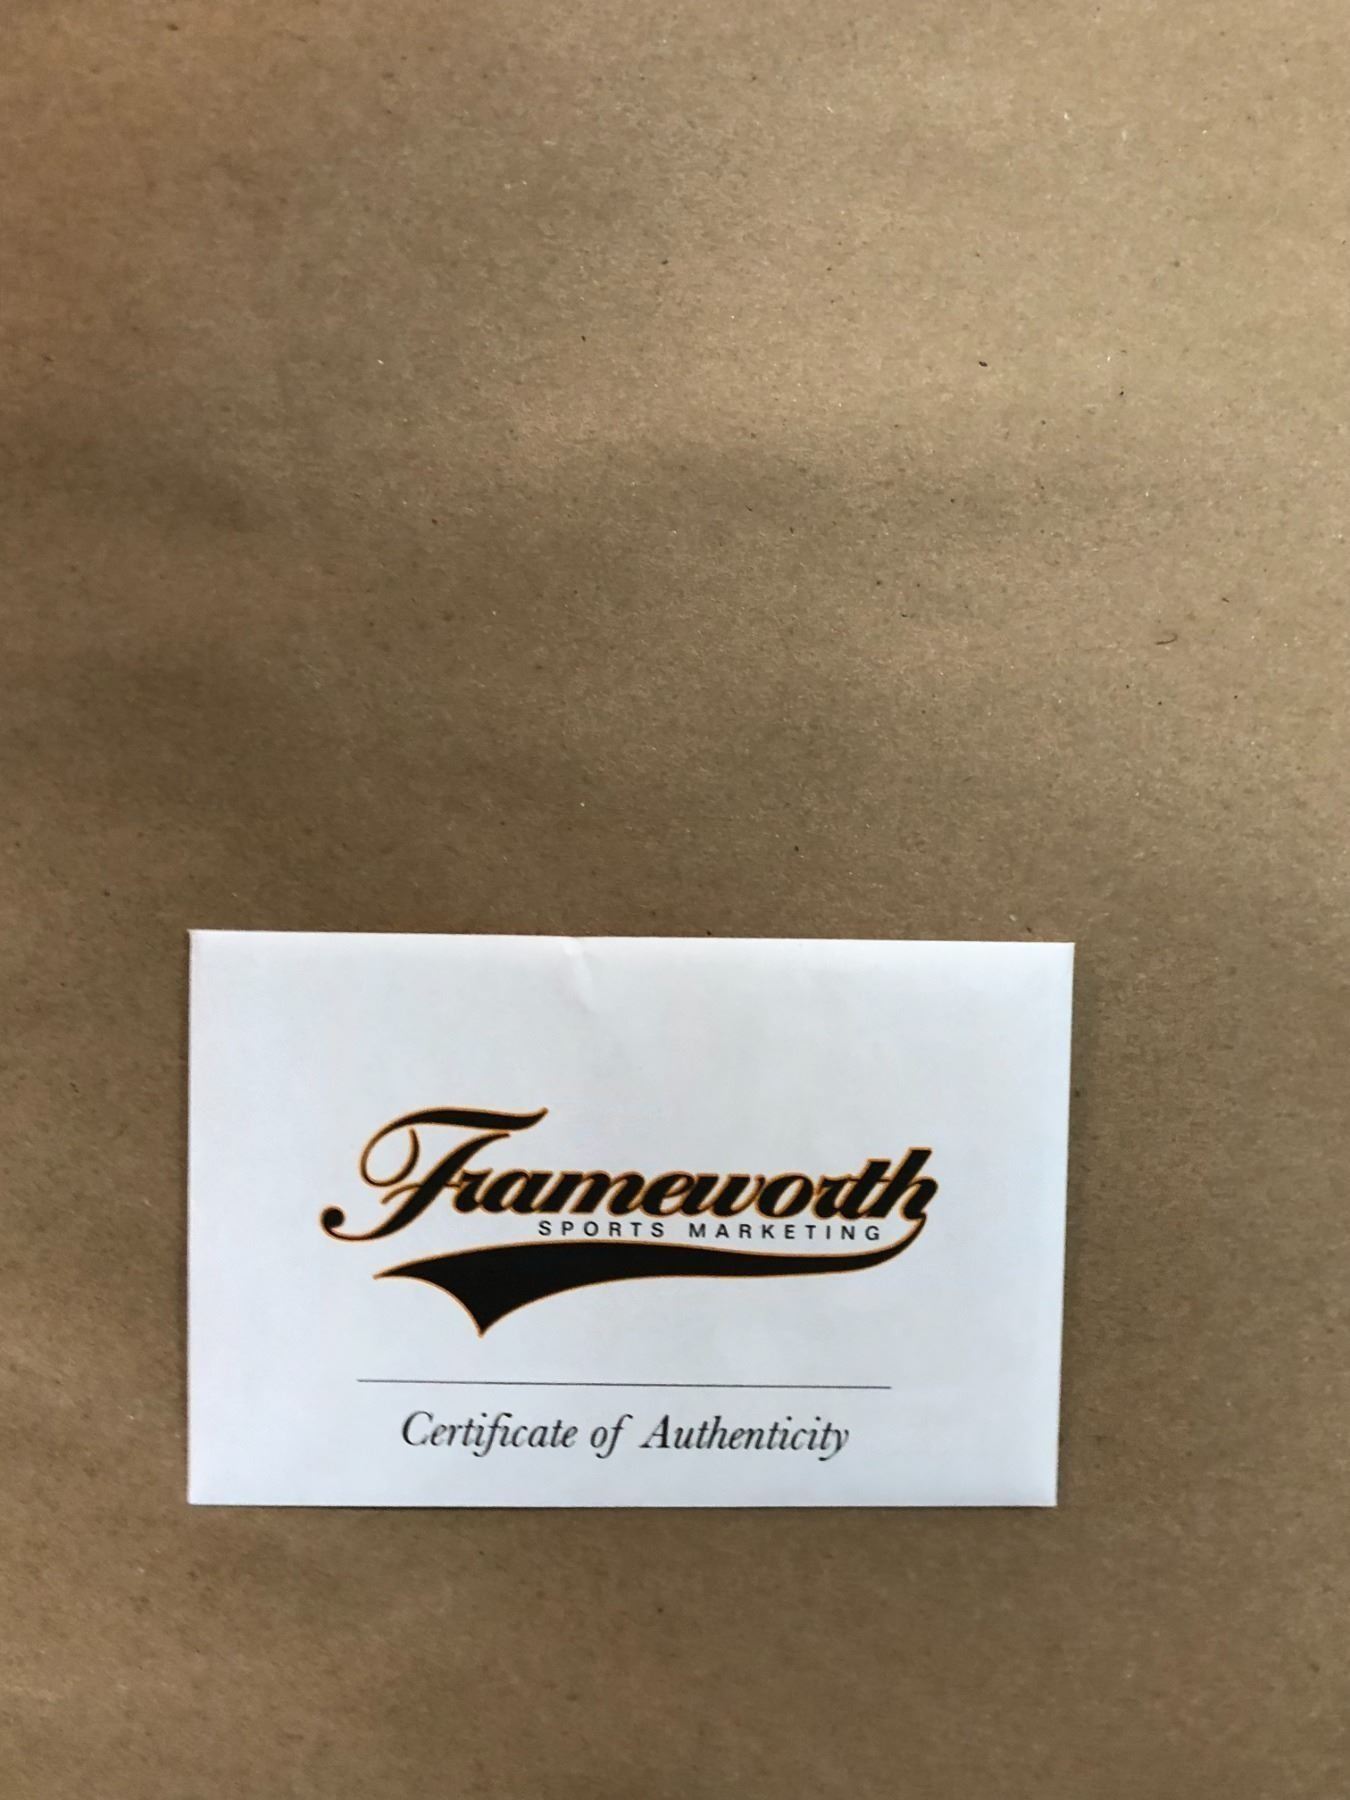 Frameworth
SPORTS MARKETING
Certificate of Authenticity